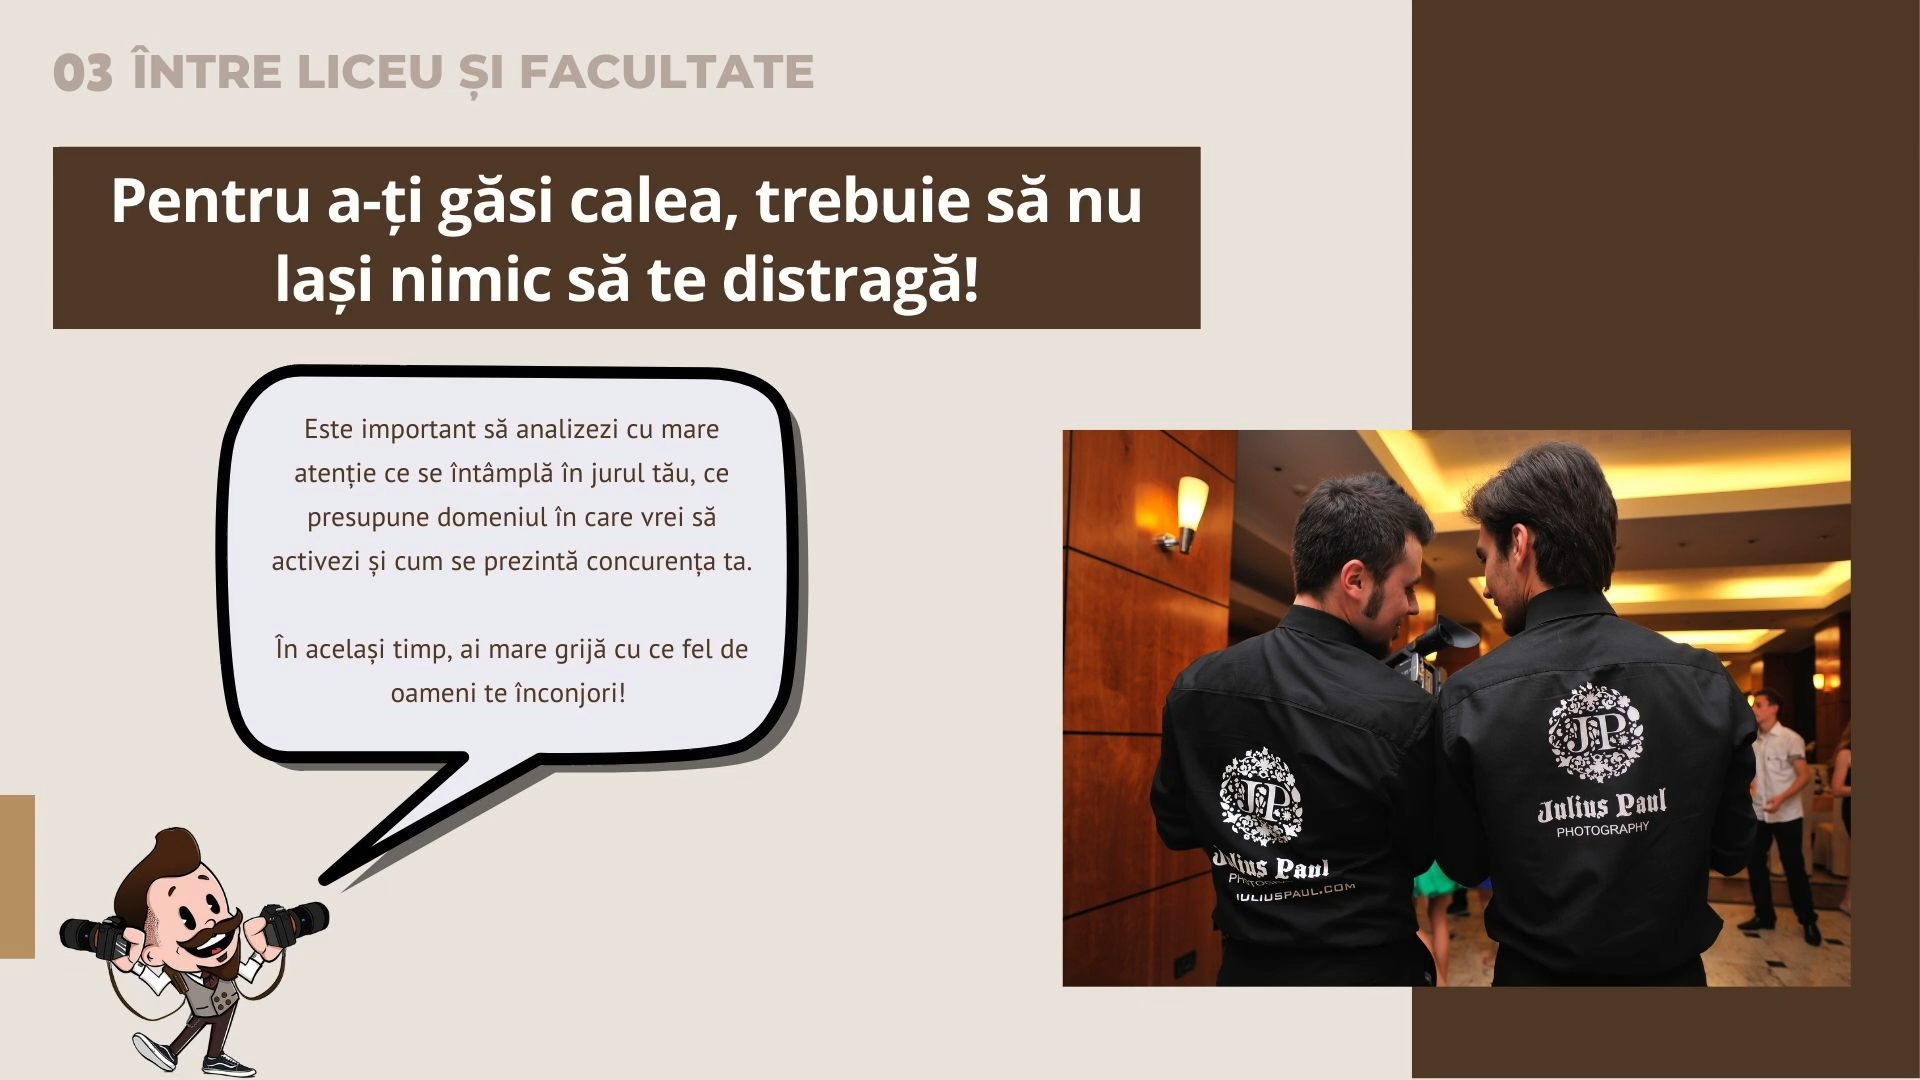 03 ÎNTRE LICEU ȘI FACULTATE
Pentru a-ți găsi calea, trebuie să nu
lași nimic să te distragă!
Este important să analizezi cu mare
atenție ce se întâmplă în jurul tău, ce
presupune domeniul în care vrei să
activezi și cum se prezintă concurența ta.
În același timp, ai mare grijă cu ce fel de
oameni te înconjori!
JP
Julius Paul
PHOTOGRAPHY
JP
Julius Paul
JULIUSPAUL.COM